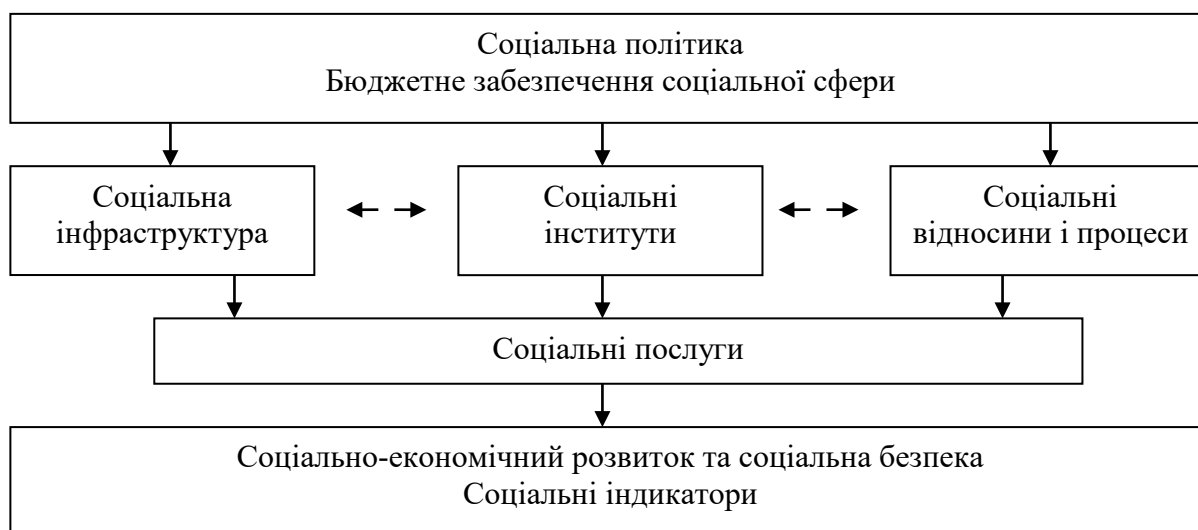 Соціальна політика
Бюджетне забезпечення соціальної сфери
Соціальна
інфраструктура
Соціальні
інститути
Соціальні
відносини і процеси
Соціальні послуги
Соціально-економічний розвиток та соціальна безпека
Соціальні індикатори